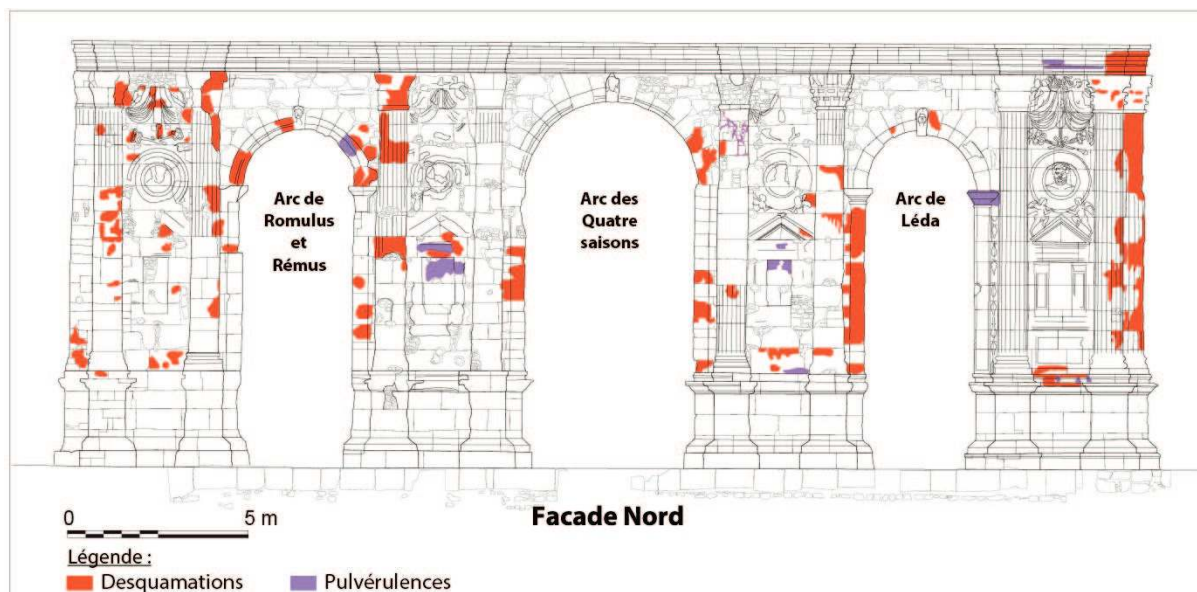 Arc de
Romulus
et
Rémus
Arc des
Quatre
saisons
Arc de
Léda
Facade Nord
0 5 m
Légende :
Desquamations Pulvérulences